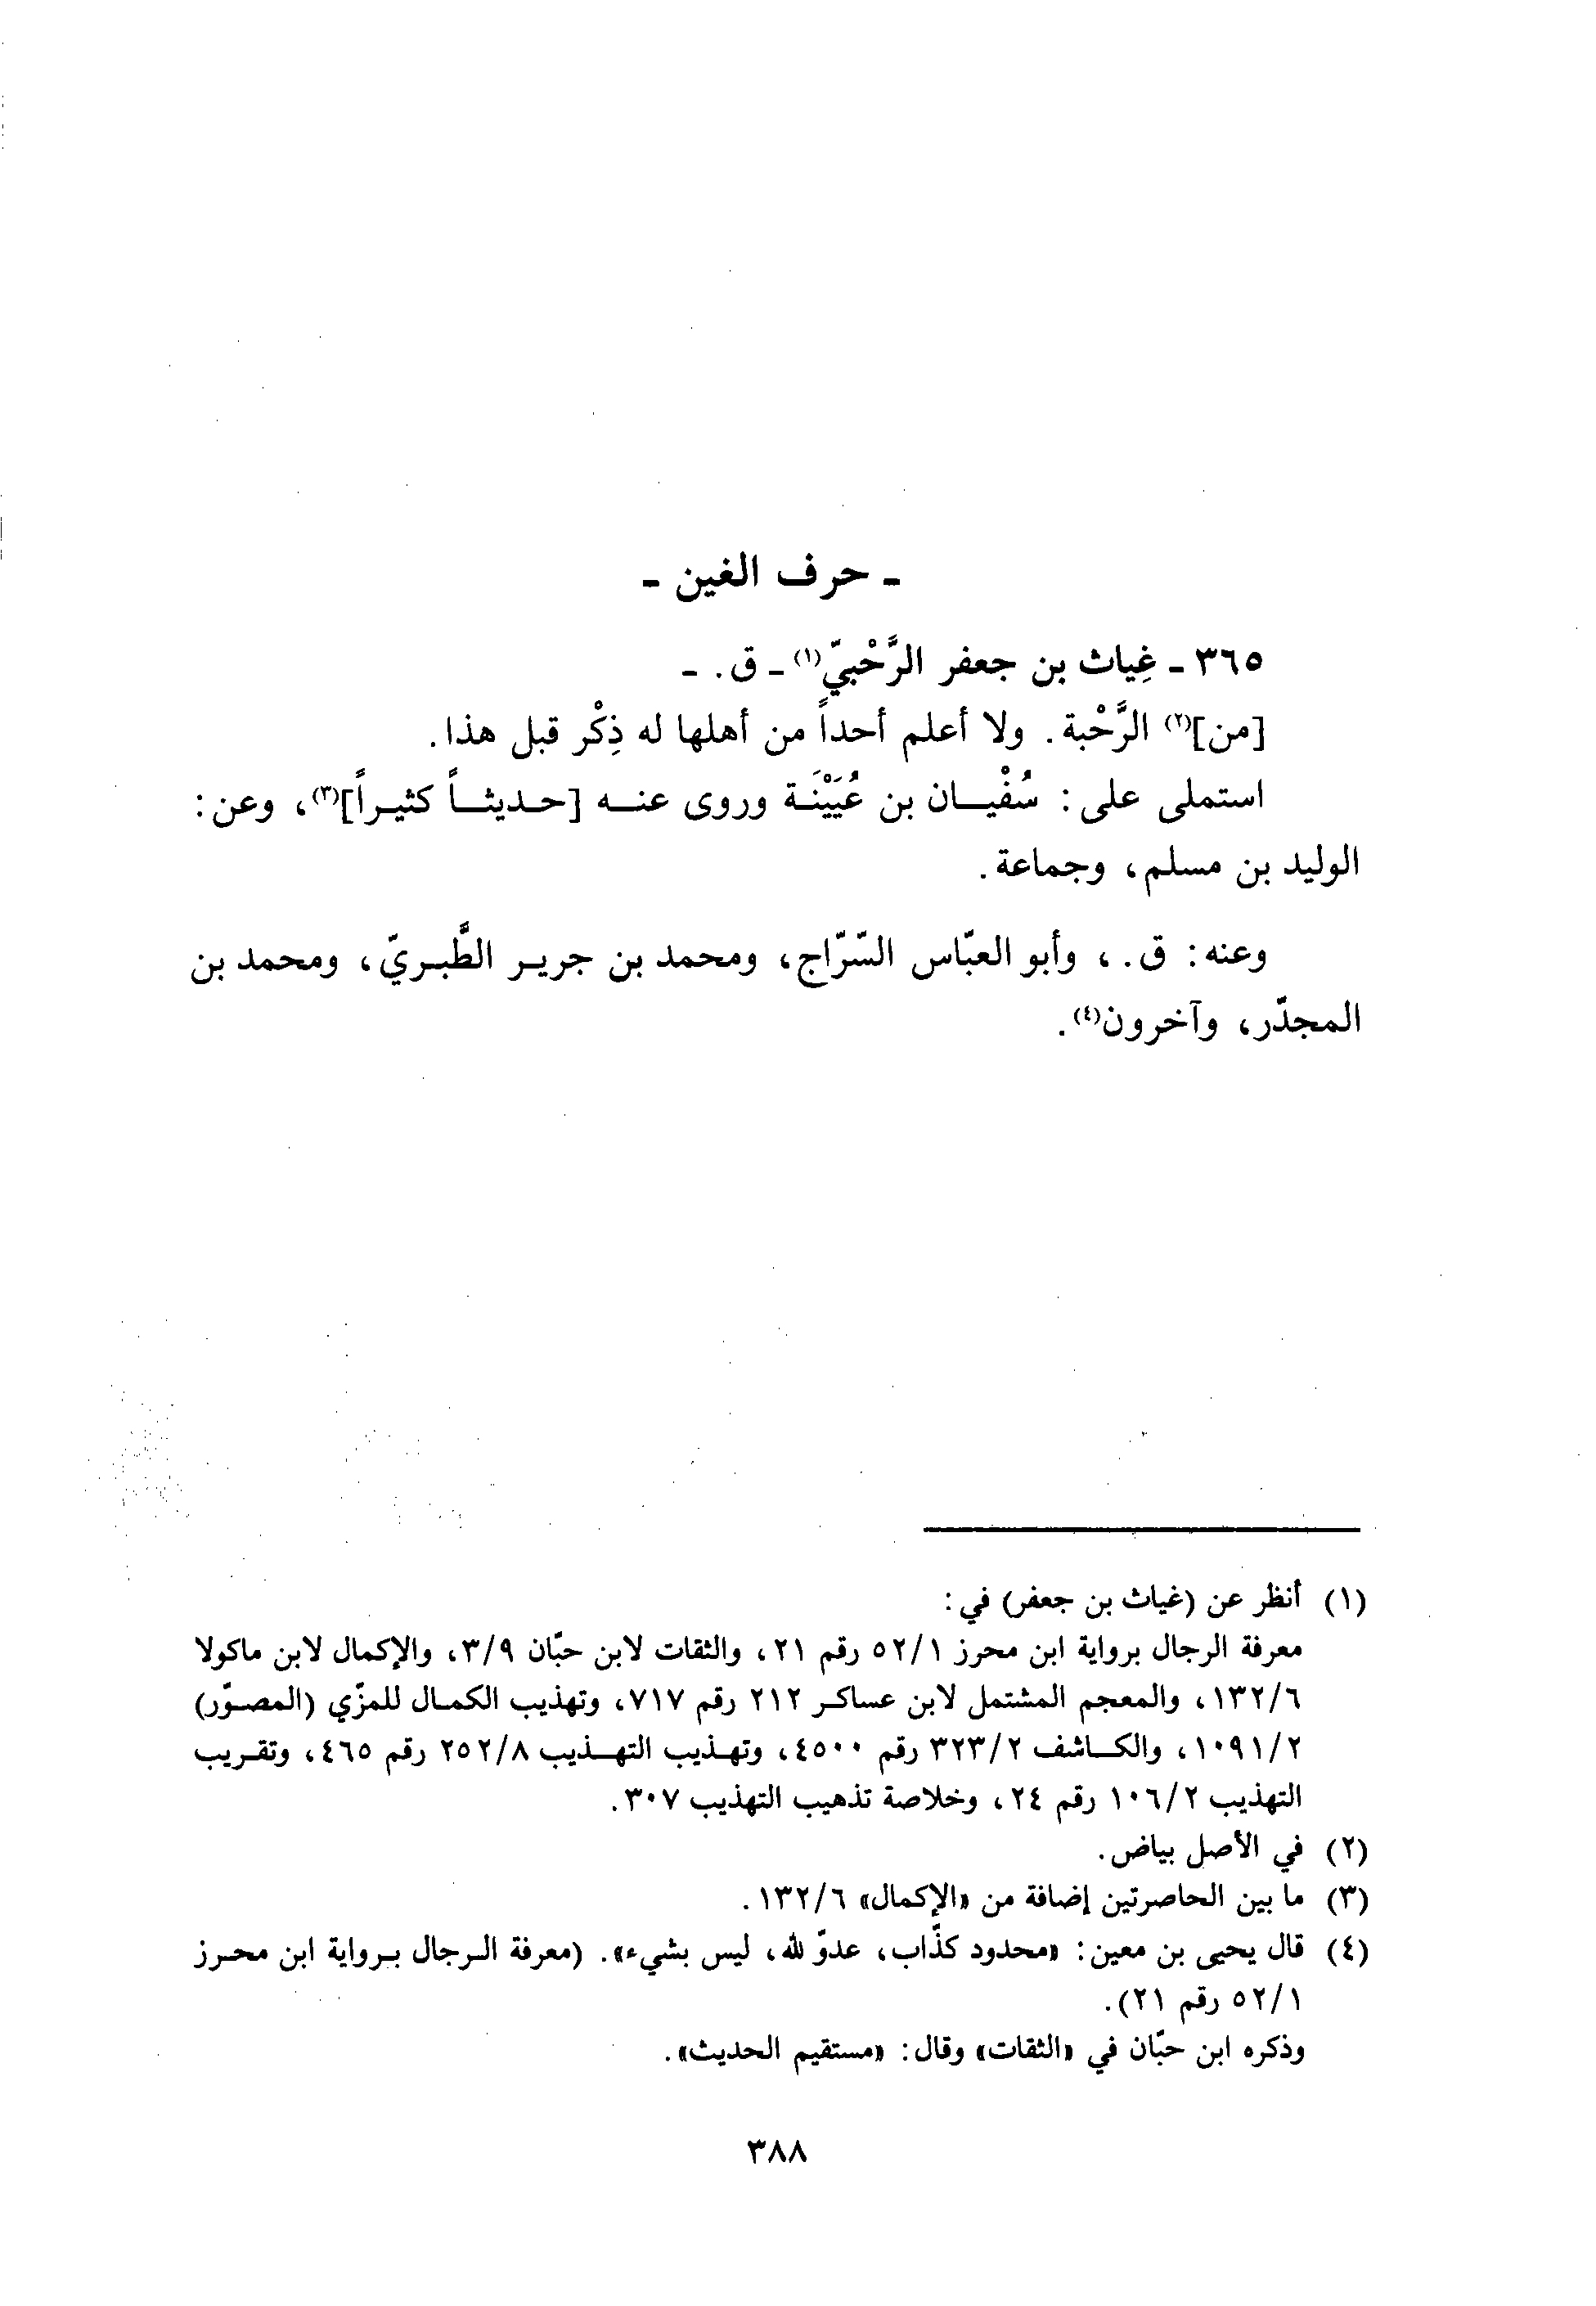 - حرف الغين -
٣٦٥ - غِياث بن جعفر الرَّحْبيّ(١) - ق. -
[من](٢) الرَّحْبة. ولا أعلم أحداً من أهلها له ذِكْر قبل هذا.
استملى على: سُفْيان بن عُيَيْنَة وروى عنه [حديثاً كثيراً](٣)، وعن:
الوليد بن مسلم، وجماعة.
وعنه: ق.، وأبو العبّاس السّرّاج، ومحمد بن جرير الطَّبريّ، ومحمد بن
المجدّر، وآخرون(٤).
(١) أنظر عن (غياث بن جعفر) في:
معرفة الرجال برواية ابن محرز ١/٥٢ رقم ٢١، والثقات لابن حبّان ٣/٩، والإكمال لابن ماكولا
١٣٢/٦، والمعجم المشتمل لابن عساكر ٢١٢ رقم ٧١٧، وتهذيب الكمال للمزّي (المصوّر)
١٠٩١/٢، والكاشف ٣٢٣/٢ رقم ٤٥٠٠، وتهذيب التهذيب ٢٥٢/٨ رقم ٤٦٥، وتقريب
التهذيب ١٠٦/٢ رقم ٢٤، وخلاصة تذهيب التهذيب ٣٠٧.
(٢) في الأصل بياض.
(٣) ما بين الحاصرتين إضافة من «الإكمال» ١٣٢/٦.
(٤) قال يحيى بن معين: «محدود كذّاب، عدوّ لله، ليس بشيء». (معرفة الرجال برواية ابن محرز
٥٢/١ رقم ٢١).
وذكره ابن حبّان في «الثقات» وقال: «مستقيم الحديث».
٣٨٨